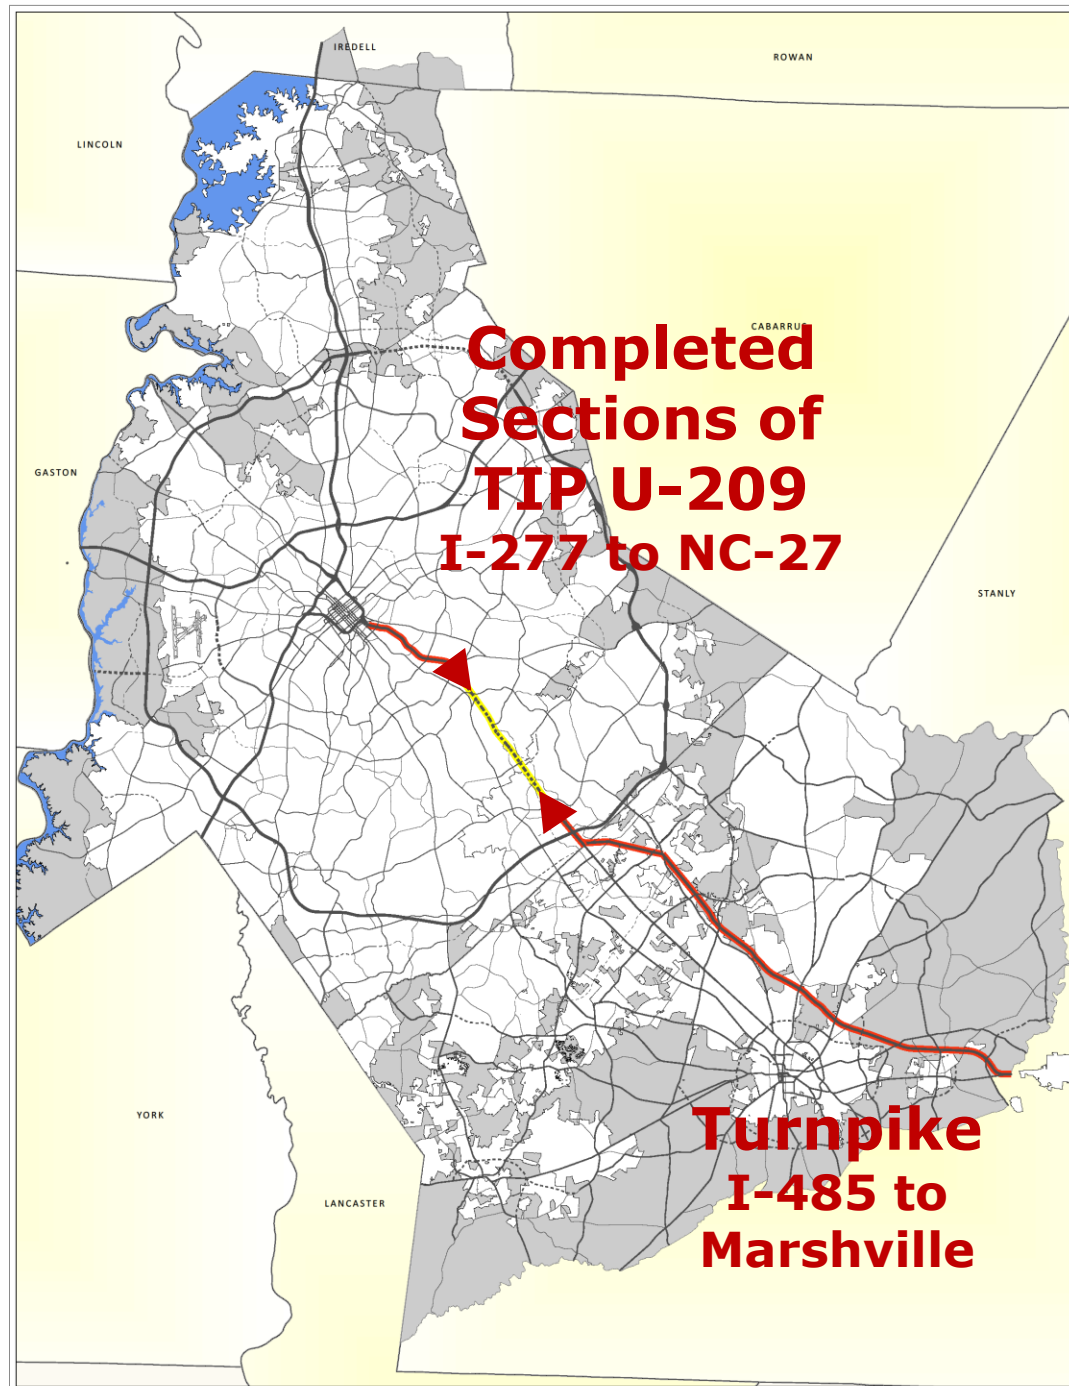 IREDELL
ROWAN
LINCOLN
CABARRUS
Completed
Sections of
TIP U-209
I-277 to NC-27
GASTON
STANLY
YORK
Turnpike
I-485 to
Marshville
LANCASTER